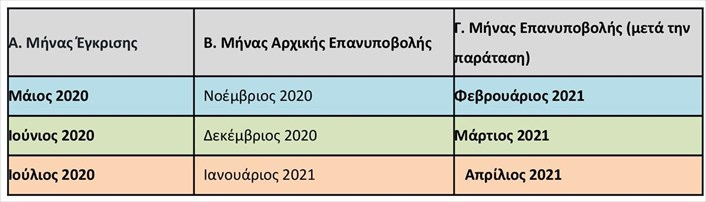 Α. Μήνας Έγκρισης
Β. Μήνας Αρχικής Επανυποβολής
Γ. Μήνας Επανυποβολής (μετά την
παράταση)
Μάιος 2020
Νοέμβριος 2020
Φεβρουάριος 2021
Ιούνιος 2020
Δεκέμβριος 2020
Μάρτιος 2021
Ιούλιος 2020
Ιανουάριος 2021
Απρίλιος 2021